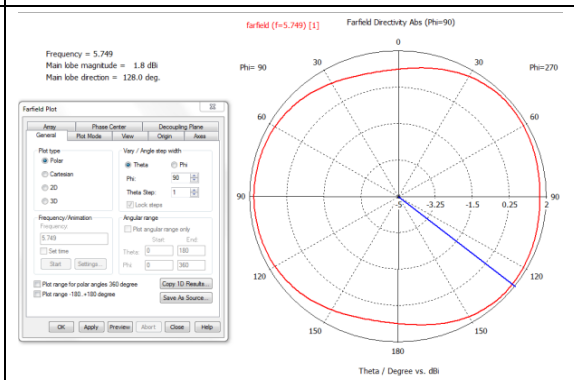 farfield (f=5.749) [1]
Farfield Directivity Abs (Phi=90)
Frequency = 5.749
Main lobe magnitude = 1.8 dBi
Main lobe direction = 128.0 deg.
Phi= 90
Phi=270
0
30
30
60
60
90
90
120
120
150
150
180
-5
-3.25
-1.5
0.25
2
Theta / Degree vs. dBi
Farfield Plot
Array
Phase Center
Decoupling Plane
General
Plot Mode
View
Origin
Axes
Plot type
Polar
Cartesian
2D
3D
Vary / Angle step width
Theta
Phi
Phi:
90
Theta Step:
1
Lock steps
Frequency/Animation
Frequency
5.749
Set time
Start
Settings...
Angular range
Plot angular range only
Start
End
Theta
0
180
Phi
0
360
Plot range for polar angles 360 degree
Plot range -180..+180 degree
Copy 1D Results...
Save As Source...
OK
Apply
Preview
Abort
Close
Help